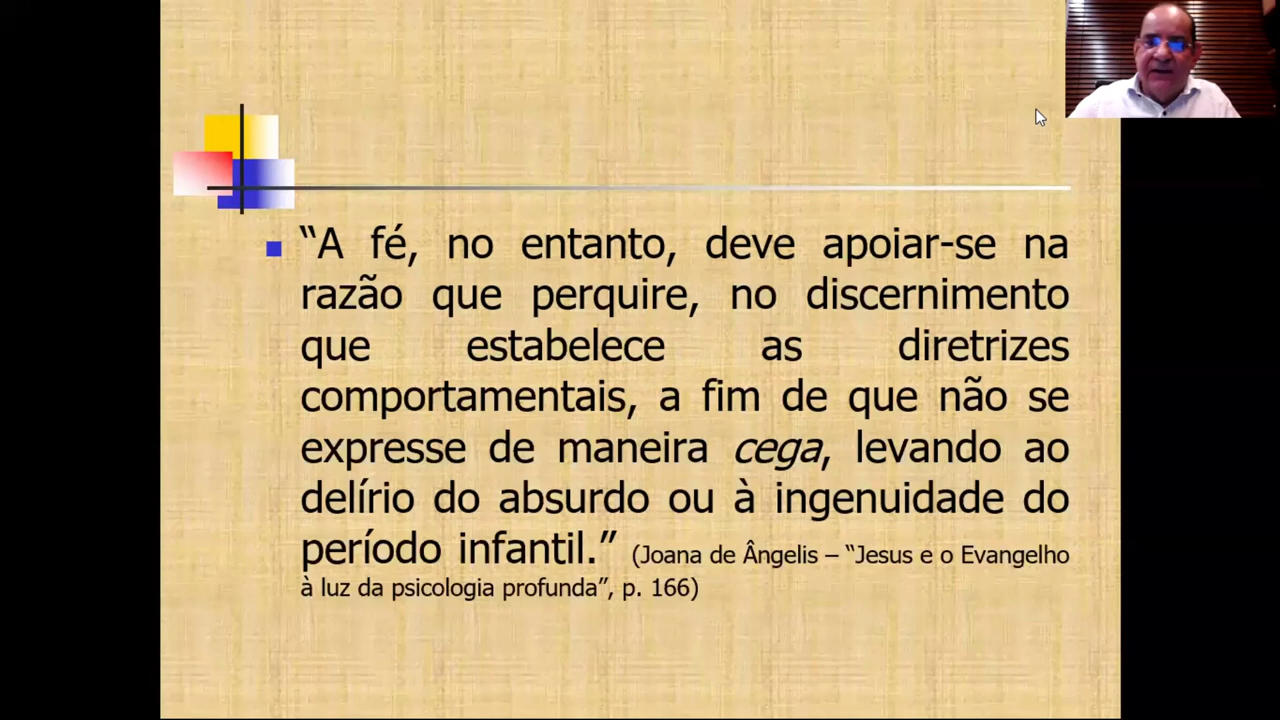 “A fé, no entanto, deve apoiar-se na
razão que perquire, no discernimento
que estabelece as diretrizes
comportamentais, a fim de que não se
expresse de maneira cega, levando ao
delírio do absurdo ou à ingenuidade do
período infantil.” (Joana de Ângelis – “Jesus e o Evangelho
à luz da psicologia profunda”, p. 166)